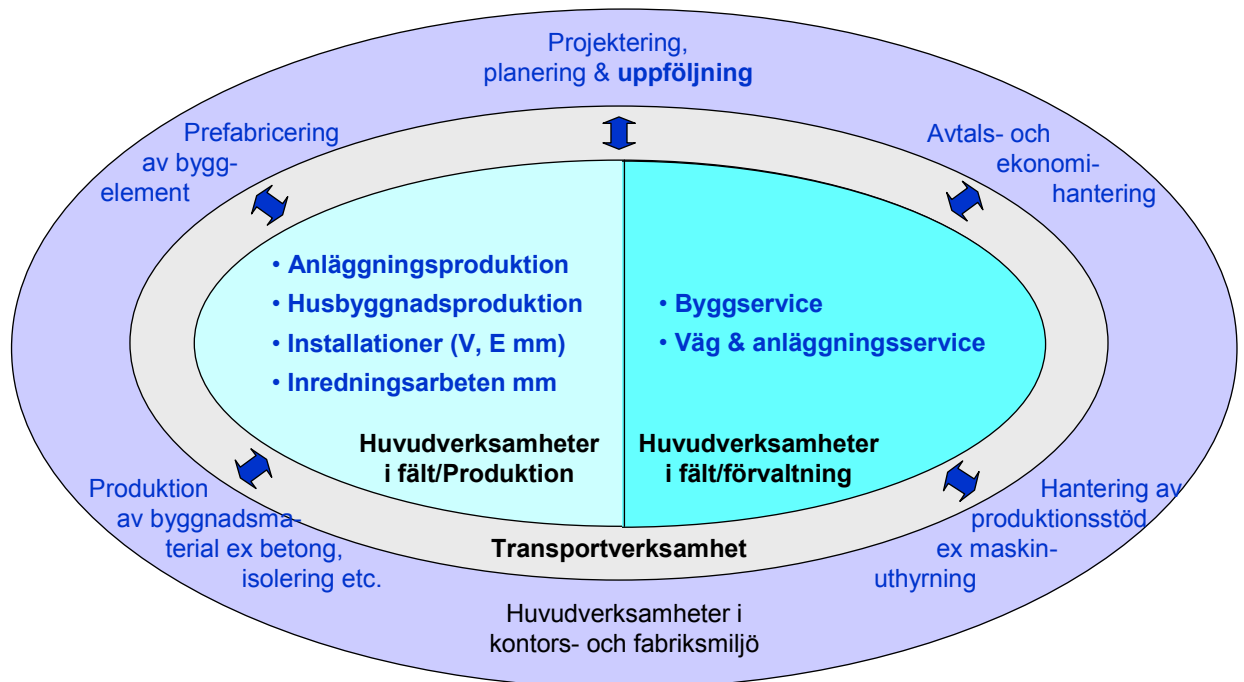 Projektering,
planering & uppföljning
Prefabricering
av bygg-
element
Avtals- och
ekonomi-
hantering
• Anläggningsproduktion
• Husbyggnadsproduktion
• Installationer (V, E mm)
• Inredningsarbeten mm
• Byggservice
• Väg & anläggningsservice
Huvudverksamheter
i fält/Produktion
Huvudverksamheter
i fält/förvaltning
Produktion
av byggnadsma-
terial ex betong,
isolering etc.
Hantering av
produktionsstöd
ex maskin-
uthyrning
Transportverksamhet
Huvudverksamheter i
kontors- och fabriksmiljö